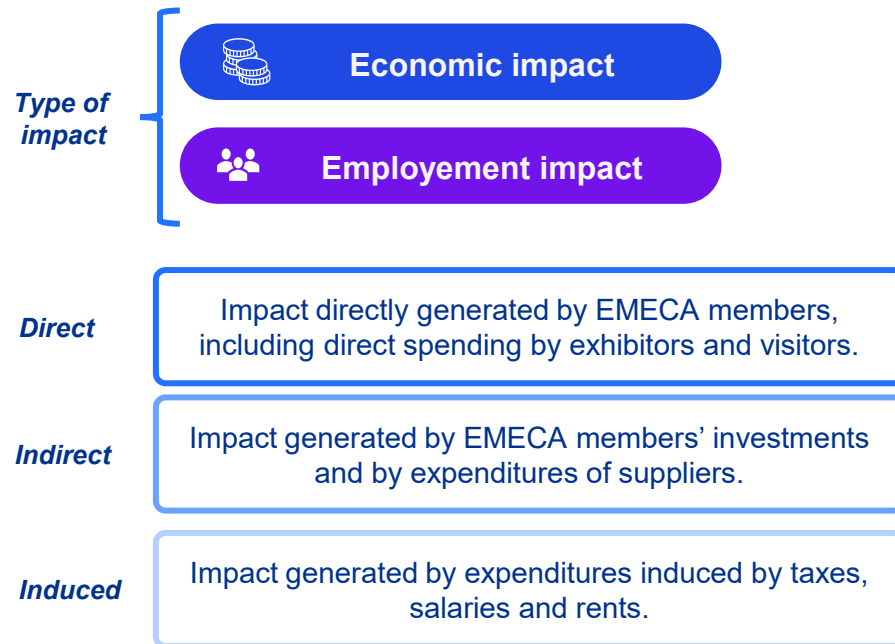 Type of
impact
Economic impact
Employement impact
Direct
Impact directly generated by EMECA members,
including direct spending by exhibitors and visitors.
Indirect
Impact generated by EMECA members’ investments
and by expenditures of suppliers.
Induced
Impact generated by expenditures induced by taxes,
salaries and rents.